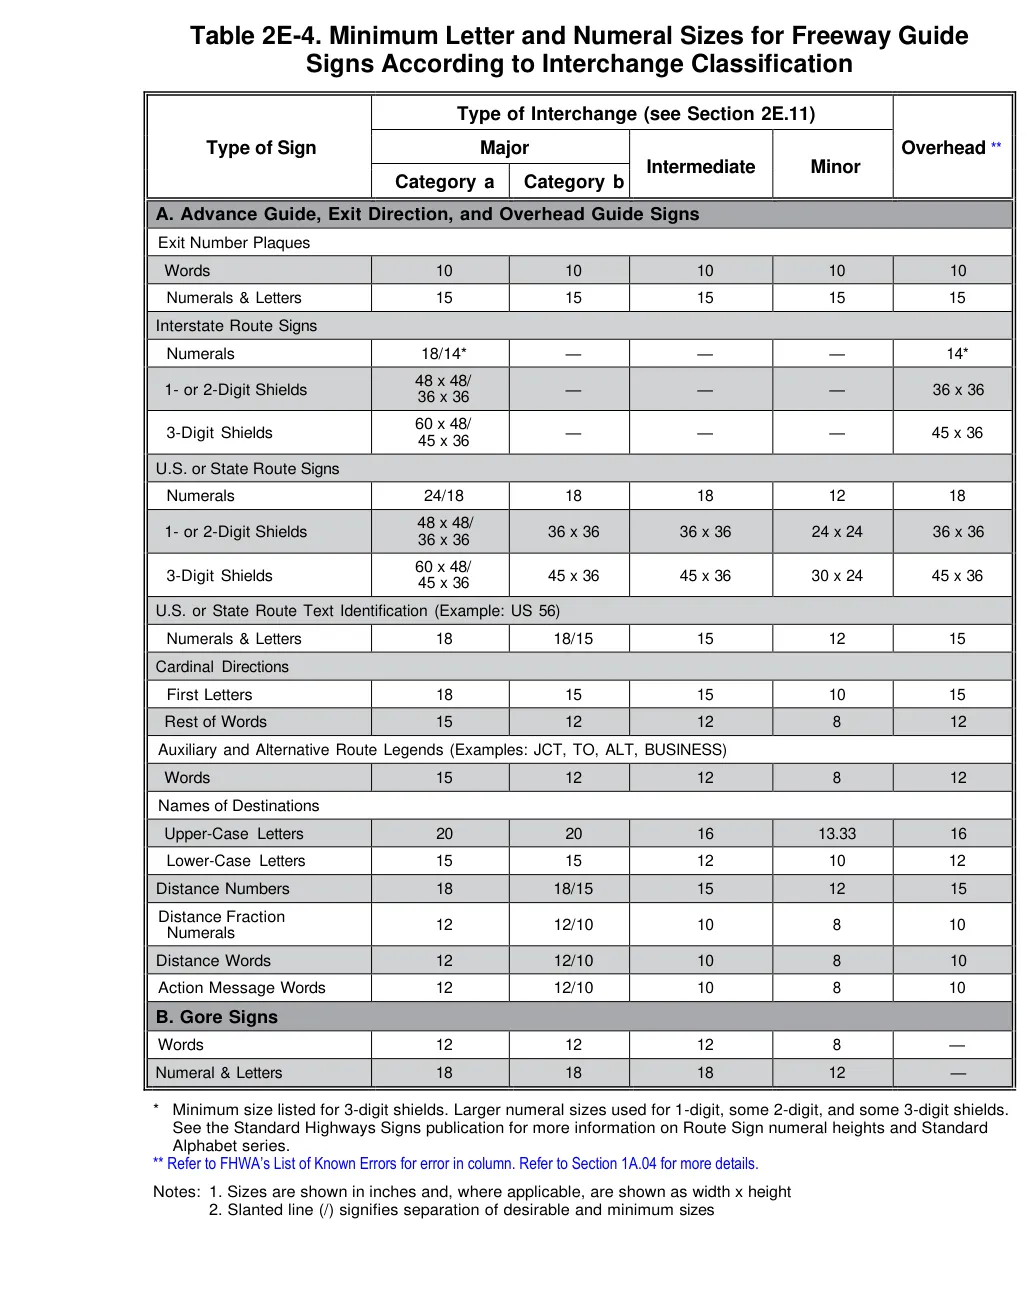 Table 2E-4. Minimum Letter and Numeral Sizes for Freeway Guide
Signs According to Interchange Classification
Type of Sign
Type of Interchange (see Section 2E.11)
Overhead **
Major
Intermediate
Minor
Category a
Category b
A. Advance Guide, Exit Direction, and Overhead Guide Signs
Exit Number Plaques
Words 10 10 10 10 10
Numerals & Letters 15 15 15 15 15
Interstate Route Signs
Numerals 18/14* — — — 14*
1- or 2-Digit Shields 48 x 48/ 36 x 36 — — — 36 x 36
3-Digit Shields 60 x 48/ 45 x 36 — — — 45 x 36
U.S. or State Route Signs
Numerals 24/18 18 18 12 18
1- or 2-Digit Shields 48 x 48/ 36 x 36 36 x 36 36 x 36 24 x 24 36 x 36
3-Digit Shields 60 x 48/ 45 x 36 45 x 36 45 x 36 30 x 24 45 x 36
U.S. or State Route Text Identification (Example: US 56)
Numerals & Letters 18 18/15 15 12 15
Cardinal Directions
First Letters 18 15 15 10 15
Rest of Words 15 12 12 8 12
Auxiliary and Alternative Route Legends (Examples: JCT, TO, ALT, BUSINESS)
Words 15 12 12 8 12
Names of Destinations
Upper-Case Letters 20 20 16 13.33 16
Lower-Case Letters 15 15 12 10 12
Distance Numbers 18 18/15 15 12 15
Distance Fraction Numerals 12 12/10 10 8 10
Distance Words 12 12/10 10 8 10
Action Message Words 12 12/10 10 8 10
B. Gore Signs
Words 12 12 12 8 —
Numeral & Letters 18 18 18 12 —
* Minimum size listed for 3-digit shields. Larger numeral sizes used for 1-digit, some 2-digit, and some 3-digit shields.
See the Standard Highways Signs publication for more information on Route Sign numeral heights and Standard
Alphabet series.
** Refer to FHWA's List of Known Errors for error in column. Refer to Section 1A.04 for more details.
Notes: 1. Sizes are shown in inches and, where applicable, are shown as width x height
2. Slanted line (/) signifies separation of desirable and minimum sizes